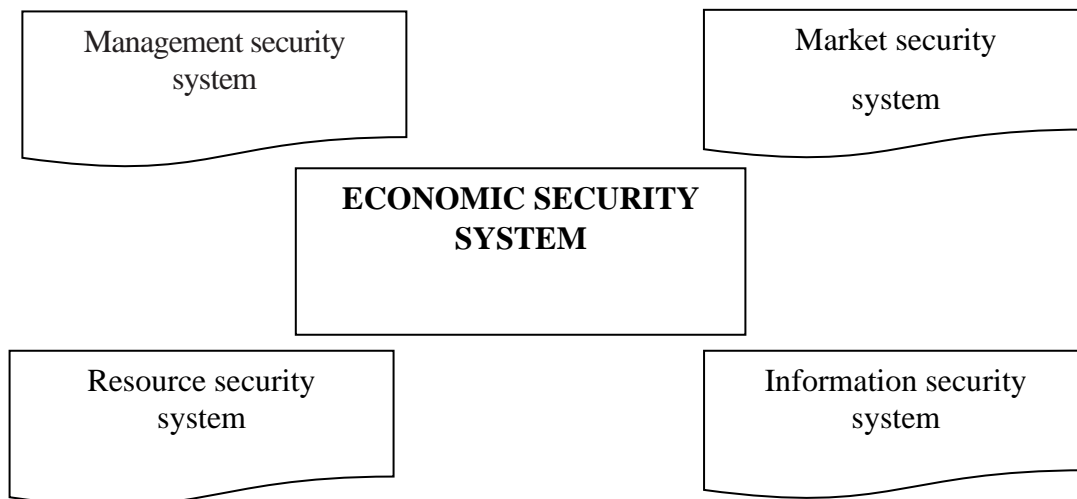 Management security
system
Market security
system
ECONOMIC SECURITY
SYSTEM
Resource security
system
Information security
system